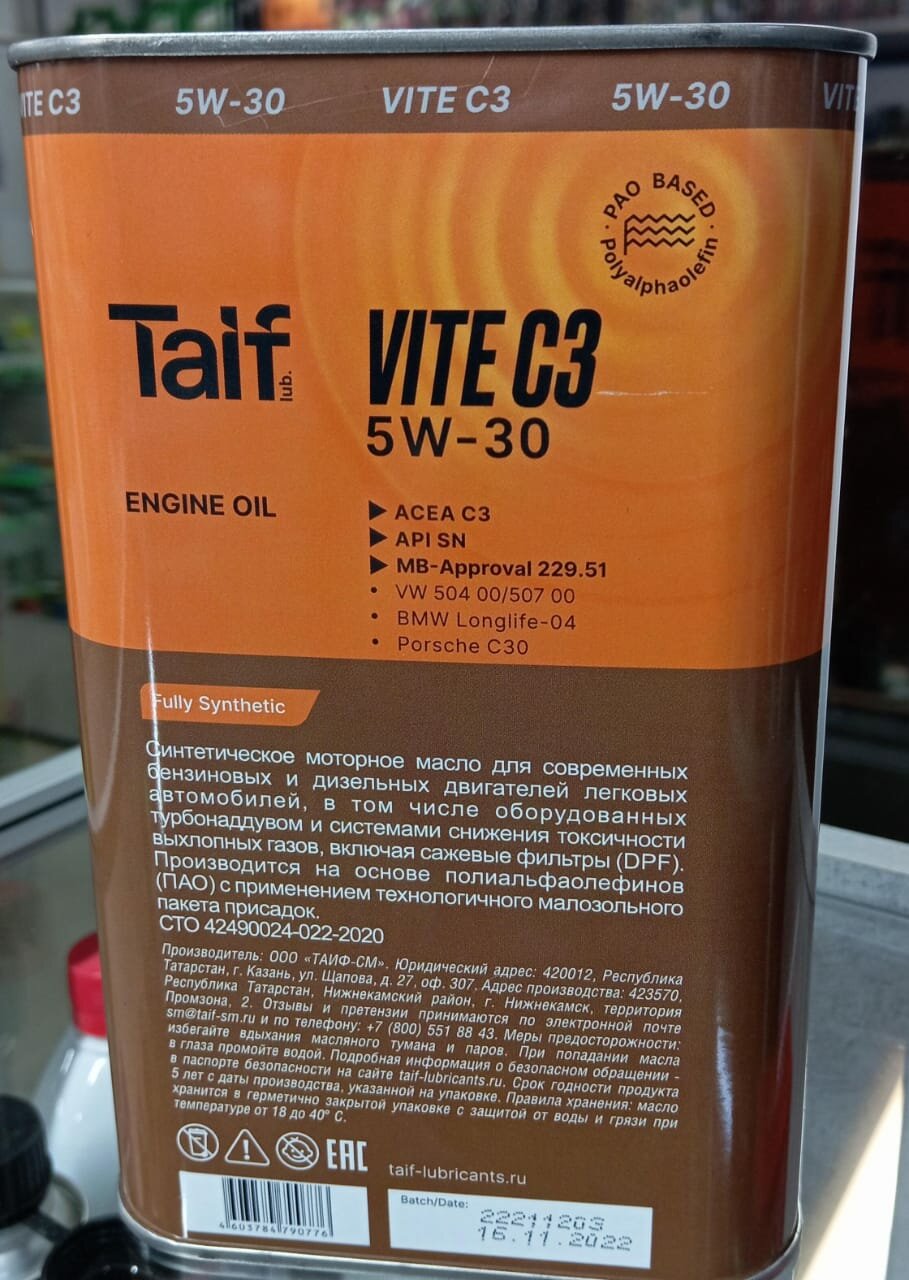 ITE C3 5W-30 VITE C3 5W-30 VIT
PAO BASED
Polyalphaolefin
Taif
lub.
VITE C3
5W-30
ENGINE OIL
ACEA C3
API SN
MB-Approval 229.51
VW 504 00/507 00
BMW Longlife-04
Porsche C30
Fully Synthetic
Синтетическое моторное масло для современных
бензиновых и дизельных двигателей легковых
автомобилей, в том числе оборудованных
турбонаддувом и системами снижения токсичности
выхлопных газов, включая сажевые фильтры (DPF).
Производится на основе полиальфаолефинов
(ПАО) с применением технологичного малозольного
пакета присадок.
СТО 42490024-022-2020
Производитель: ООО «ТАИФ-СМ». Юридический адрес: 420012, Республика
Татарстан, г. Казань, ул. Щапова, д. 27, оф. 307. Адрес производства: 423570,
Республика Татарстан, Нижнекамский район, г. Нижнекамск, территория
Промзона, 2. Отзывы и претензии принимаются по электронной почте
sm@taif-sm.ru и по телефону: +7 (800) 551 88 43. Меры предосторожности:
избегайте вдыхания масляного тумана и паров. При попадании масла
в глаза промойте водой. Подробная информация о безопасном обращении -
в паспорте безопасности на сайте taif-lubricants.ru. Срок годности продукта
5 лет с даты производства, указанной на упаковке. Правила хранения: масло
хранится в герметично закрытой упаковке с защитой от воды и грязи при
температуре от 18 до 40° С.
EAC
taif-lubricants.ru
4 603784 790776
Batch/Date:
22211203
16.11.2022